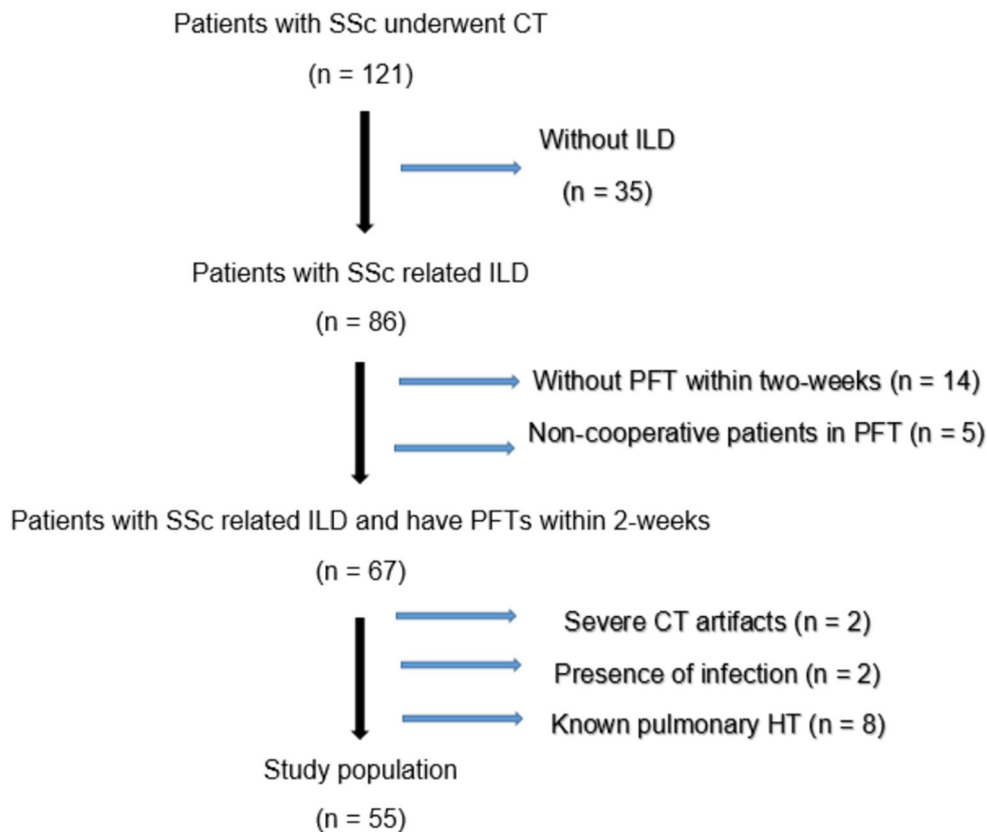 Patients with SSc underwent CT
(n = 121)
Without ILD
(n = 35)
Patients with SSc related ILD
(n = 86)
Without PFT within two-weeks (n = 14)
Non-cooperative patients in PFT (n = 5)
Patients with SSc related ILD and have PFTs within 2-weeks
(n = 67)
Severe CT artifacts (n = 2)
Presence of infection (n = 2)
Known pulmonary HT (n = 8)
Study population
(n = 55)